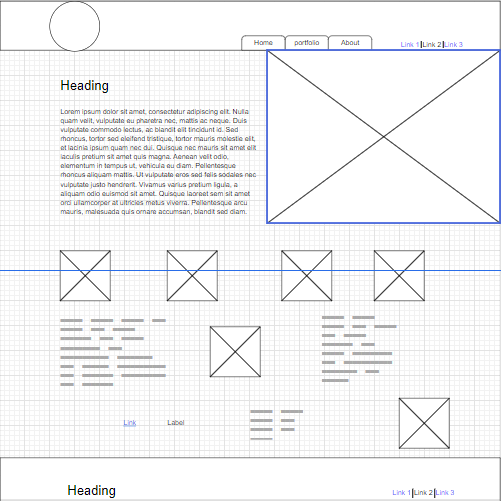 Home portfolio About
Link 1 Link 2 Link 3
Heading
Lorem ipsum dolor sit amet, consectetur adipiscing elit. Nulla
quam velit, vulputate eu pharetra nec, mattis ac neque. Duis
vulputate commodo lectus, ac blandit elit tincidunt id. Sed
rhoncus, tortor sed eleifend tristique, tortor mauris molestie elit,
et lacinia ipsum quam nec dui. Quisque nec mauris sit amet elit
iaculis pretium sit amet quis magna. Aenean velit odio,
elementum in tempus ut, vehicula eu diam. Pellentesque
rhoncus aliquam mattis. Ut vulputate eros sed felis sodales nec
vulputate justo hendrerit. Vivamus varius pretium ligula, a
aliquam odio euismod sit amet. Quisque laoreet sem sit amet
orci ullamcorper at ultricies metus viverra. Pellentesque arcu
mauris, malesuada quis ornare accumsan, blandit sed diam.
Link Label
Heading
Link 1 Link 2 Link 3